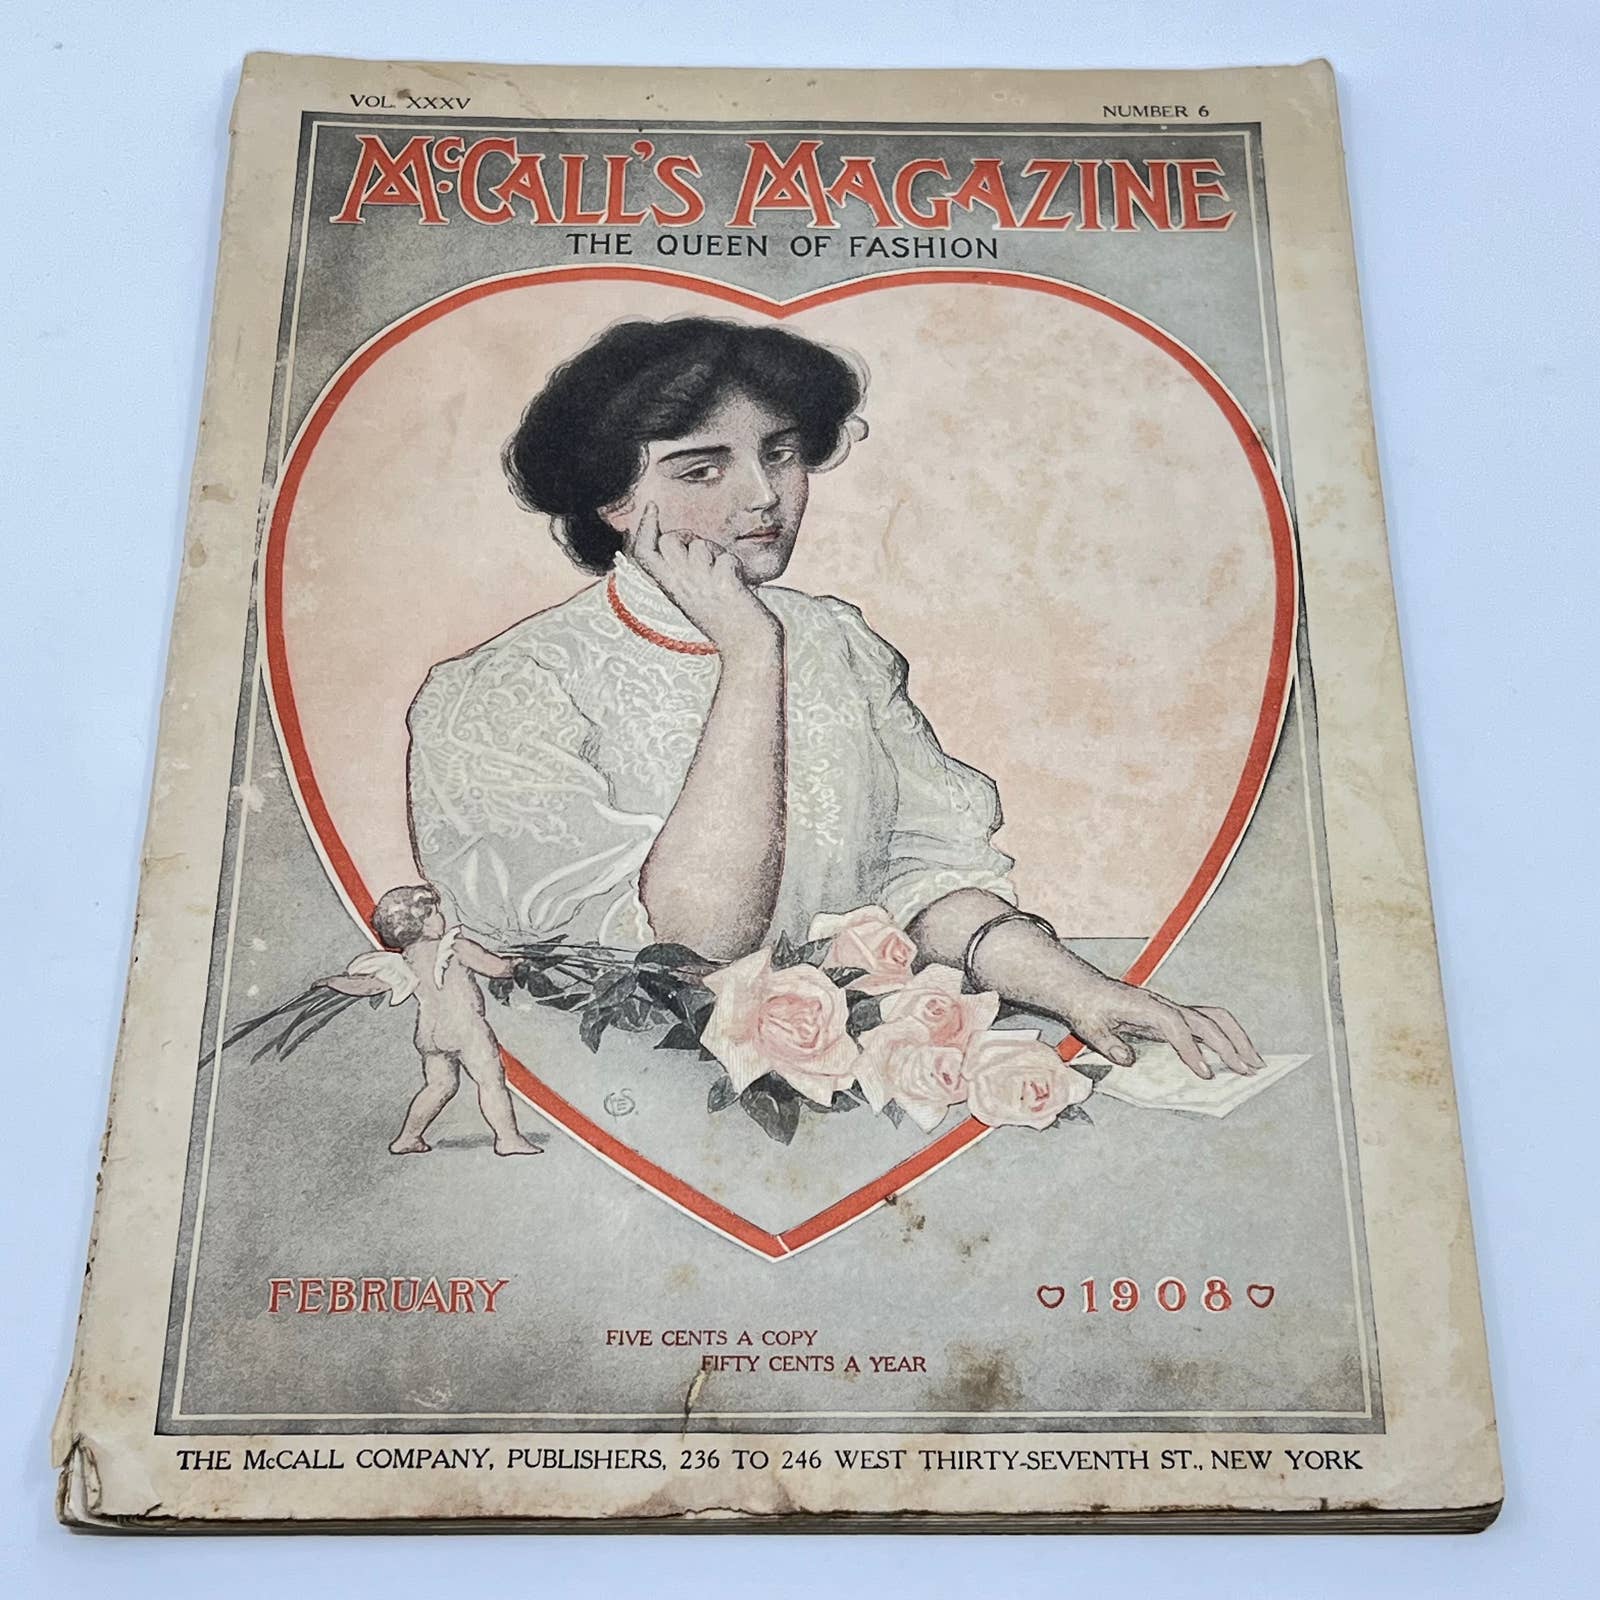 VOL. XXXV
NUMBER 6
McCALL'S MAGAZINE
THE QUEEN OF FASHION
FEBRUARY
1908
FIVE CENTS A COPY
FIFTY CENTS A YEAR
THE McCALL COMPANY, PUBLISHERS, 236 TO 246 WEST THIRTY-SEVENTH ST., NEW YORK